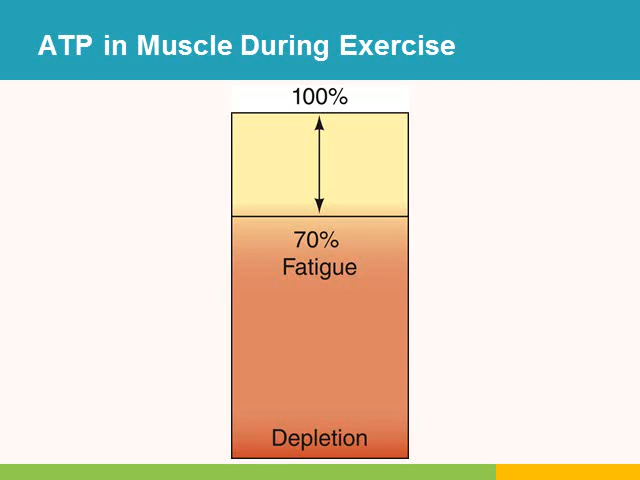 ATP in Muscle During Exercise
100%
70%
Fatigue
Depletion